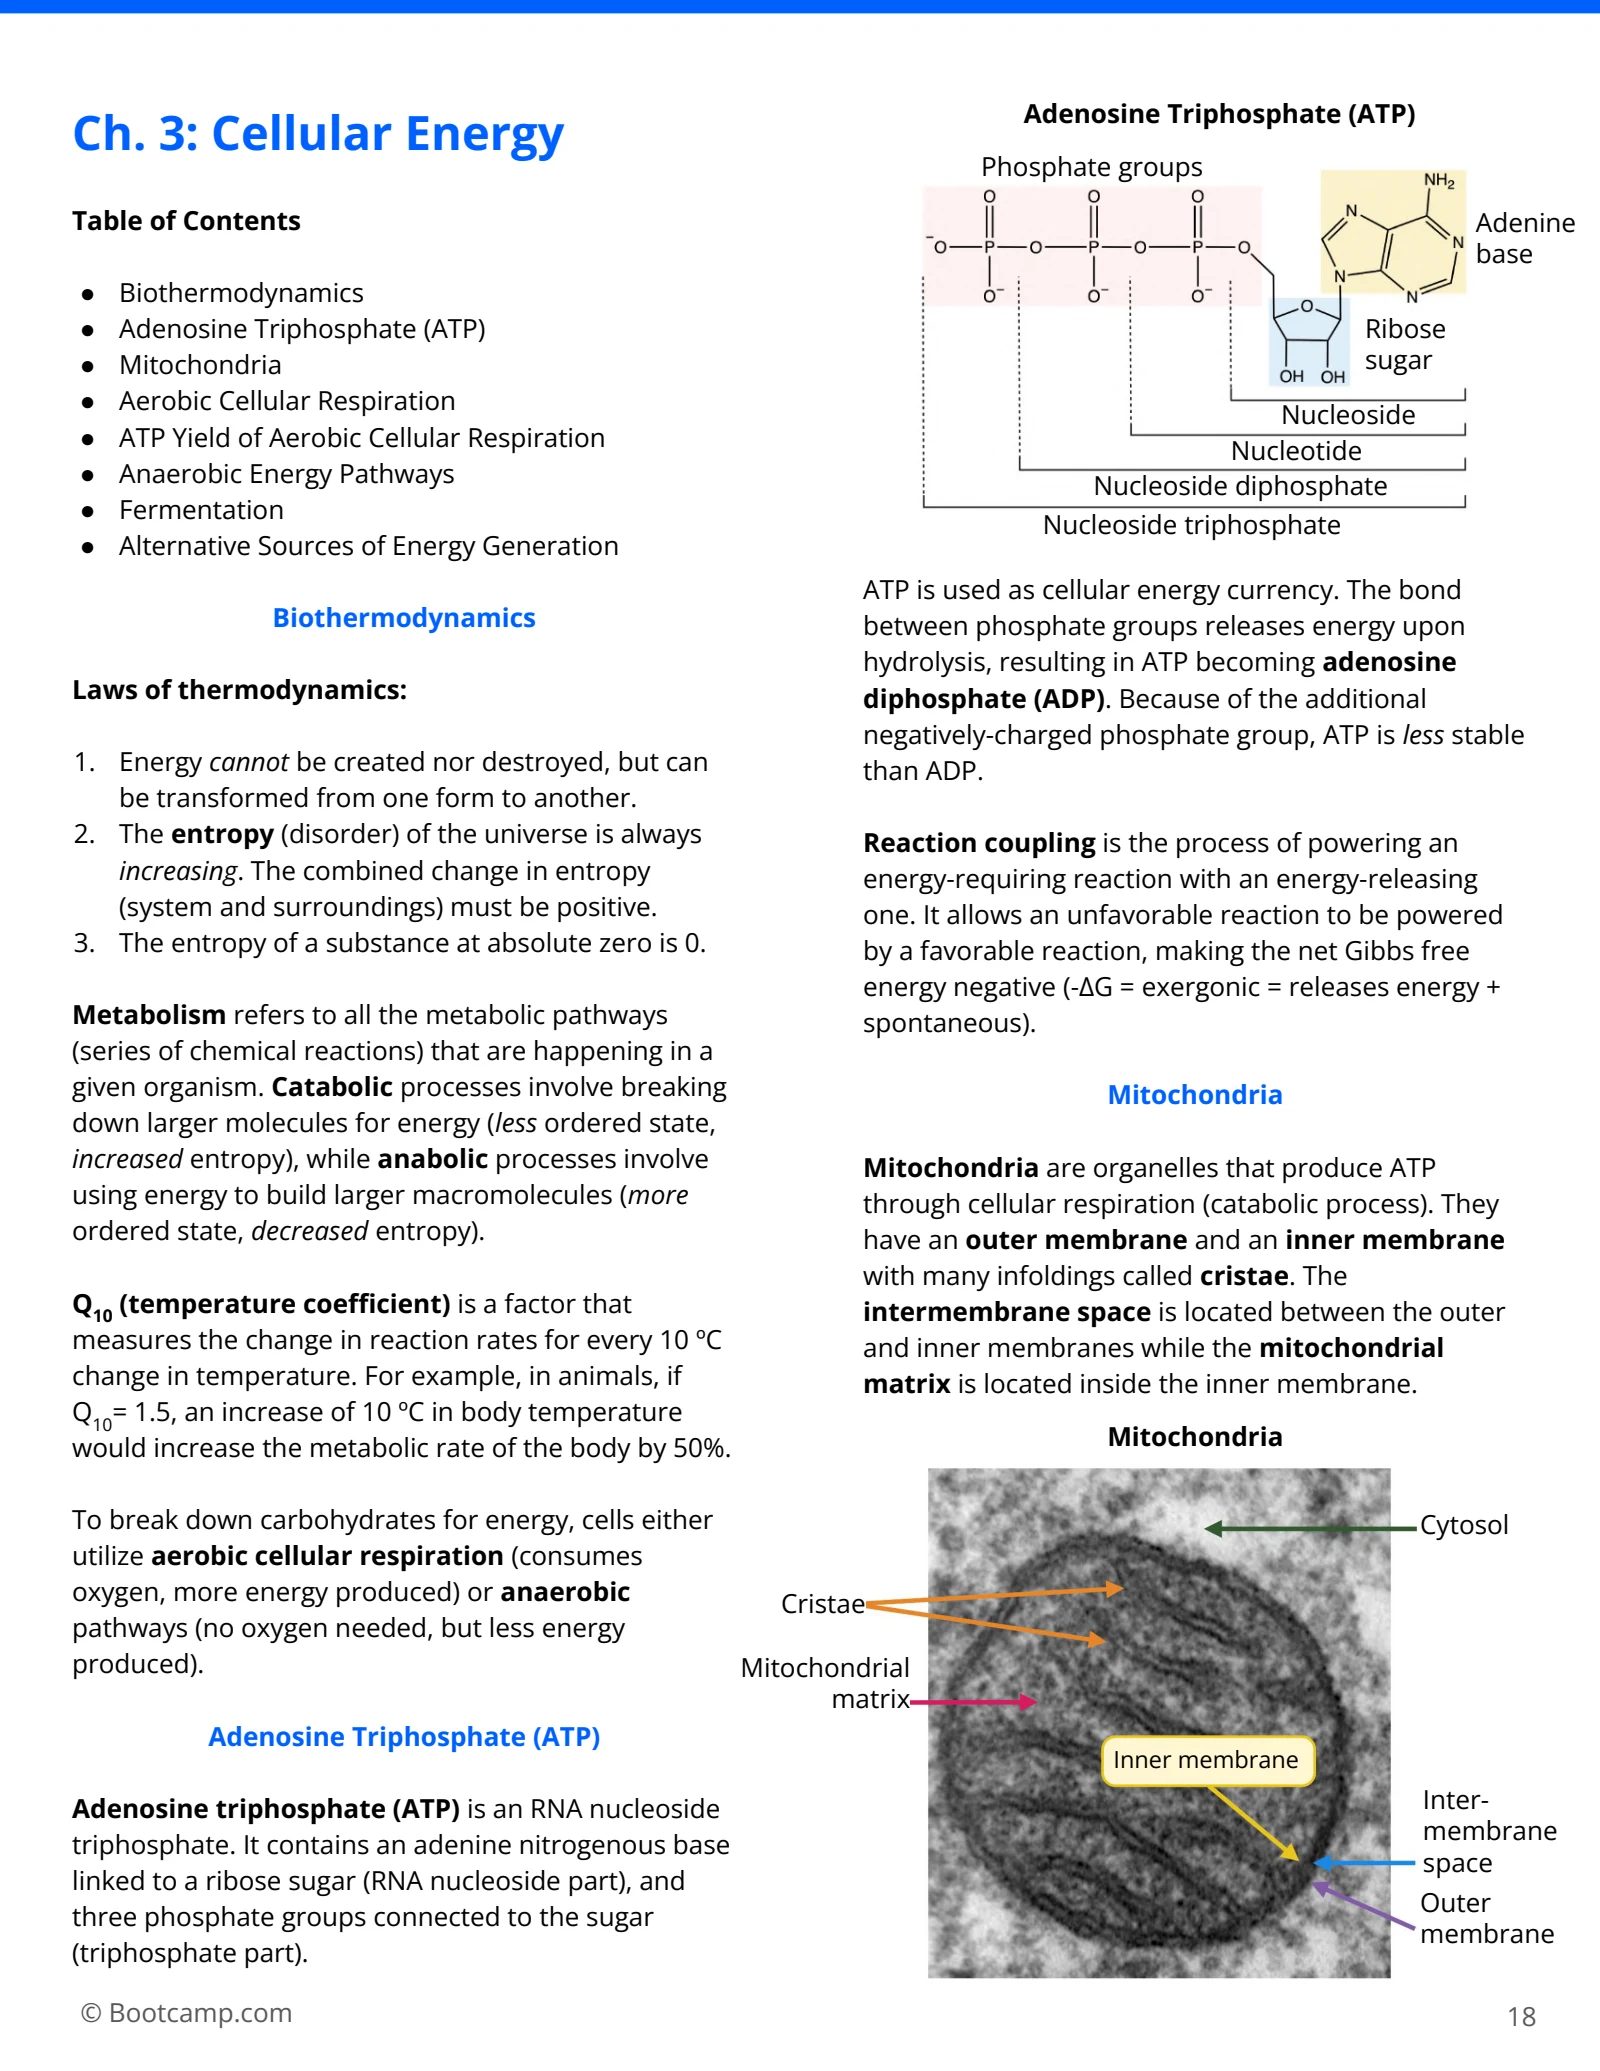 Ch. 3: Cellular Energy
Table of Contents
● Biothermodynamics
● Adenosine Triphosphate (ATP)
● Mitochondria
● Aerobic Cellular Respiration
● ATP Yield of Aerobic Cellular Respiration
● Anaerobic Energy Pathways
● Fermentation
● Alternative Sources of Energy Generation
Biothermodynamics
Laws of thermodynamics:
1. Energy cannot be created nor destroyed, but can
be transformed from one form to another.
2. The entropy (disorder) of the universe is always
increasing. The combined change in entropy
(system and surroundings) must be positive.
3. The entropy of a substance at absolute zero is 0.
Metabolism refers to all the metabolic pathways
(series of chemical reactions) that are happening in a
given organism. Catabolic processes involve breaking
down larger molecules for energy (less ordered state,
increased entropy), while anabolic processes involve
using energy to build larger macromolecules (more
ordered state, decreased entropy).
Q10 (temperature coefficient) is a factor that
measures the change in reaction rates for every 10 ºC
change in temperature. For example, in animals, if
Q10= 1.5, an increase of 10 ºC in body temperature
would increase the metabolic rate of the body by 50%.
To break down carbohydrates for energy, cells either
utilize aerobic cellular respiration (consumes
oxygen, more energy produced) or anaerobic
pathways (no oxygen needed, but less energy
produced).
Adenosine Triphosphate (ATP)
Adenosine triphosphate (ATP) is an RNA nucleoside
triphosphate. It contains an adenine nitrogenous base
linked to a ribose sugar (RNA nucleoside part), and
three phosphate groups connected to the sugar
(triphosphate part).
Adenosine Triphosphate (ATP)
Phosphate groups
O O O
⁻O P O P O P O
O⁻ O⁻ O⁻
NH2
N
N
N
N
Adenine
base
O
OH OH
Ribose
sugar
Nucleoside
Nucleotide
Nucleoside diphosphate
Nucleoside triphosphate
ATP is used as cellular energy currency. The bond
between phosphate groups releases energy upon
hydrolysis, resulting in ATP becoming adenosine
diphosphate (ADP). Because of the additional
negatively-charged phosphate group, ATP is less stable
than ADP.
Reaction coupling is the process of powering an
energy-requiring reaction with an energy-releasing
one. It allows an unfavorable reaction to be powered
by a favorable reaction, making the net Gibbs free
energy negative (-ΔG = exergonic = releases energy +
spontaneous).
Mitochondria
Mitochondria are organelles that produce ATP
through cellular respiration (catabolic process). They
have an outer membrane and an inner membrane
with many infoldings called cristae. The
intermembrane space is located between the outer
and inner membranes while the mitochondrial
matrix is located inside the inner membrane.
Mitochondria
Cytosol
Cristae
Mitochondrial
matrix
Inner membrane
Inter-
membrane
space
Outer
membrane
© Bootcamp.com
18